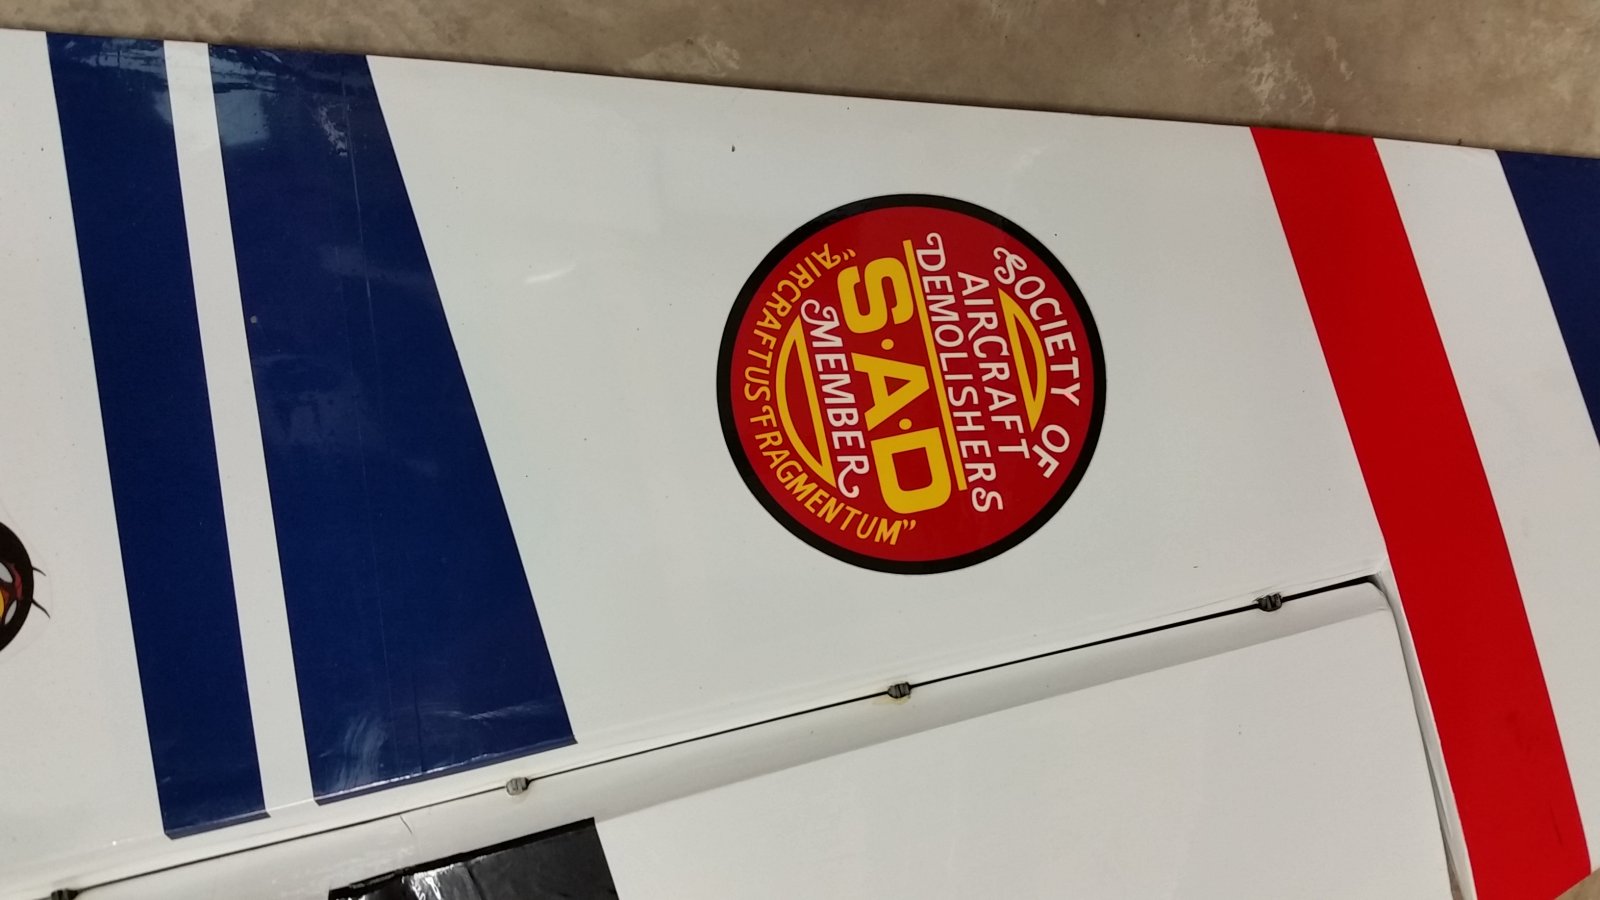 SOCIETY OF
AIRCRAFT
DEMOLISHERS
S·A·D
MEMBER
"AIRCRAFTUS FRAGMENTUM"